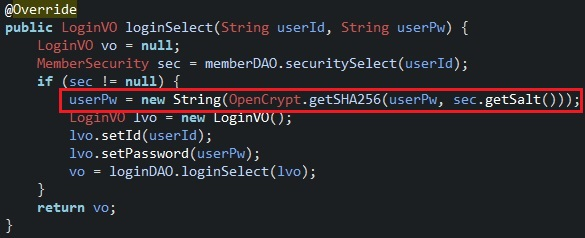 @Override
public LoginVO loginSelect(String userId, String userPw) {
LoginVO vo = null;
MemberSecurity sec = memberDAO.securitySelect(userId);
if (sec != null) {
userPw = new String(OpenCrypt.getSHA256(userPw, sec.getSalt()));
LoginVO lvo = new LoginVO();
lvo.setId(userId);
lvo.setPassword(userPw);
vo = loginDAO.loginSelect(lvo);
}
return vo;
}